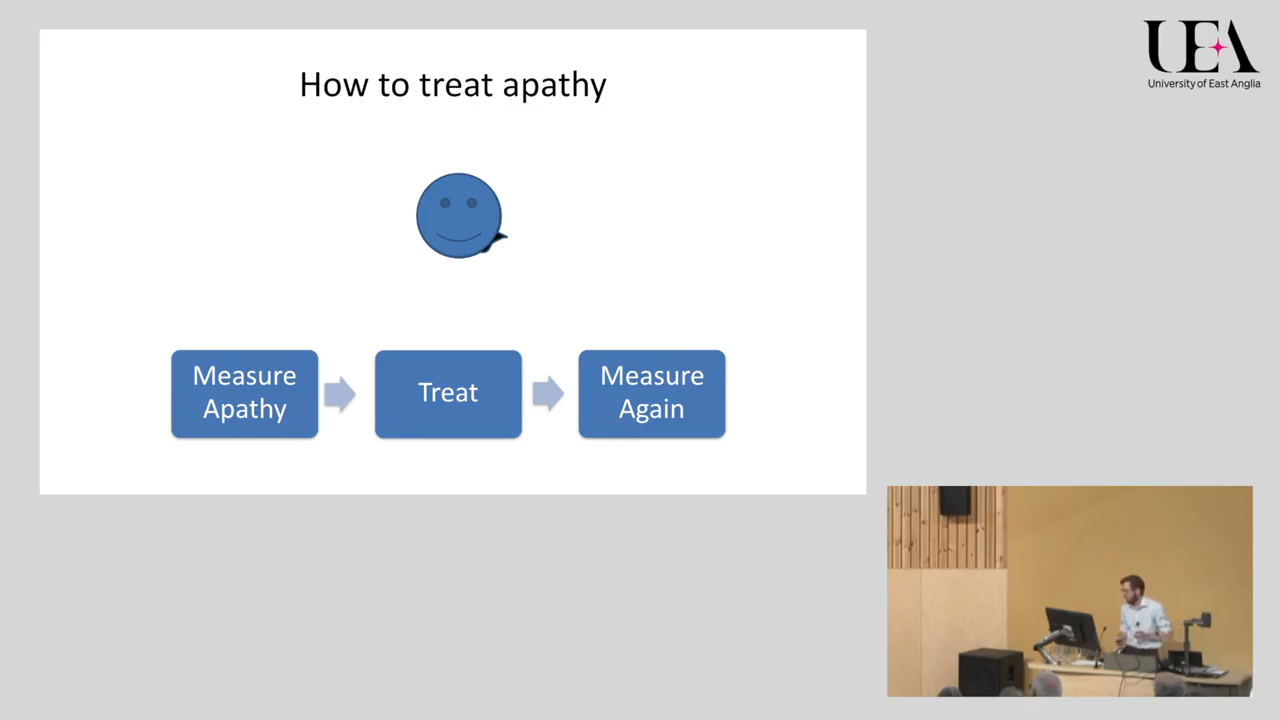 How to treat apathy
Measure
Apathy
Treat
Measure
Again
UEA
University of East Anglia